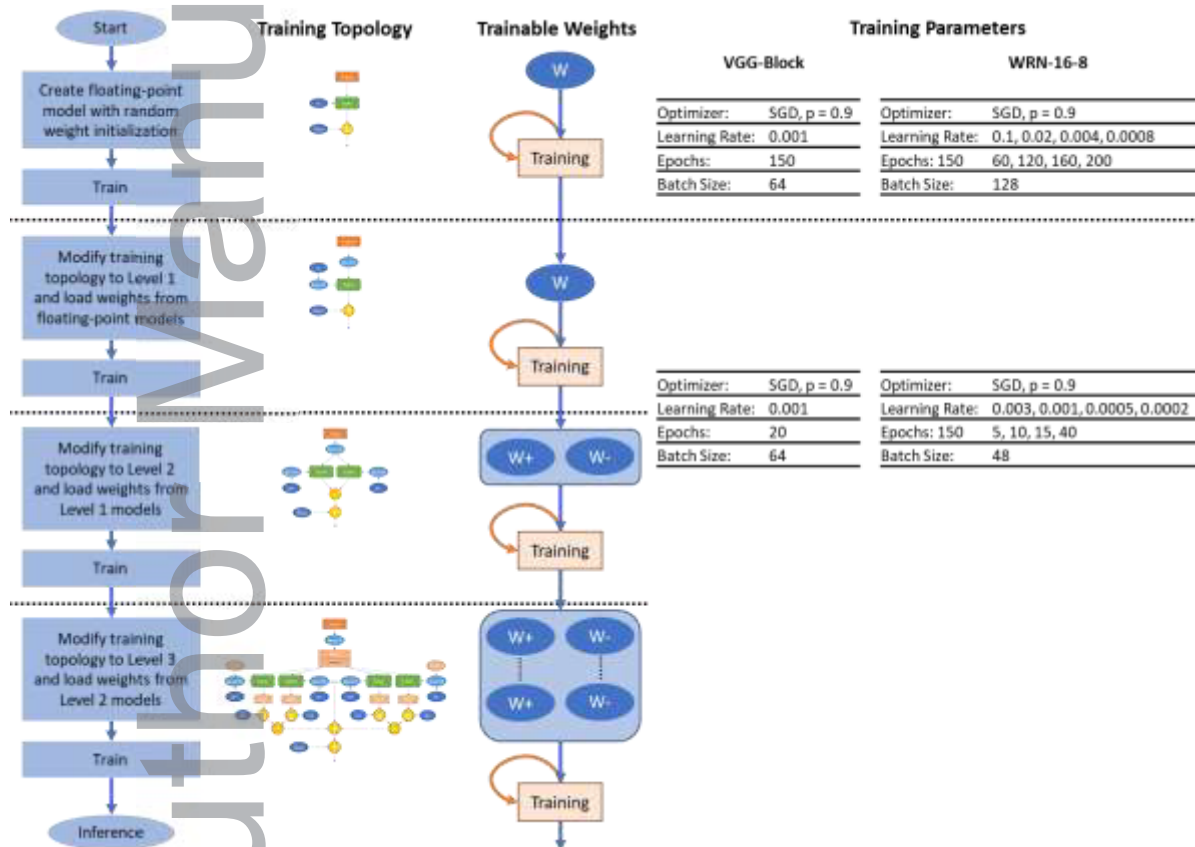 Start
Create floating-point
model with random
weight initialization
Train
Modify training
topology to Level 1
and load weights from
floating-point models
Train
Modify training
topology to Level 2
and load weights from
Level 1 models
Train
Modify training
topology to Level 3
and load weights from
Level 2 models
Train
Inference
Training Topology
Trainable Weights
W
Training
W
Training
W+ W-
Training
W+ W-
W+ W-
Training
Training Parameters
VGG-Block
Optimizer: SGD, p = 0.9
Learning Rate: 0.001
Epochs: 150
Batch Size: 64
WRN-16-8
Optimizer: SGD, p = 0.9
Learning Rate: 0.1, 0.02, 0.004, 0.0008
Epochs: 150 60, 120, 160, 200
Batch Size: 128
Optimizer: SGD, p = 0.9
Learning Rate: 0.001
Epochs: 20
Batch Size: 64
Optimizer: SGD, p = 0.9
Learning Rate: 0.003, 0.001, 0.0005, 0.0002
Epochs: 150 5, 10, 15, 40
Batch Size: 48
uthor Manu